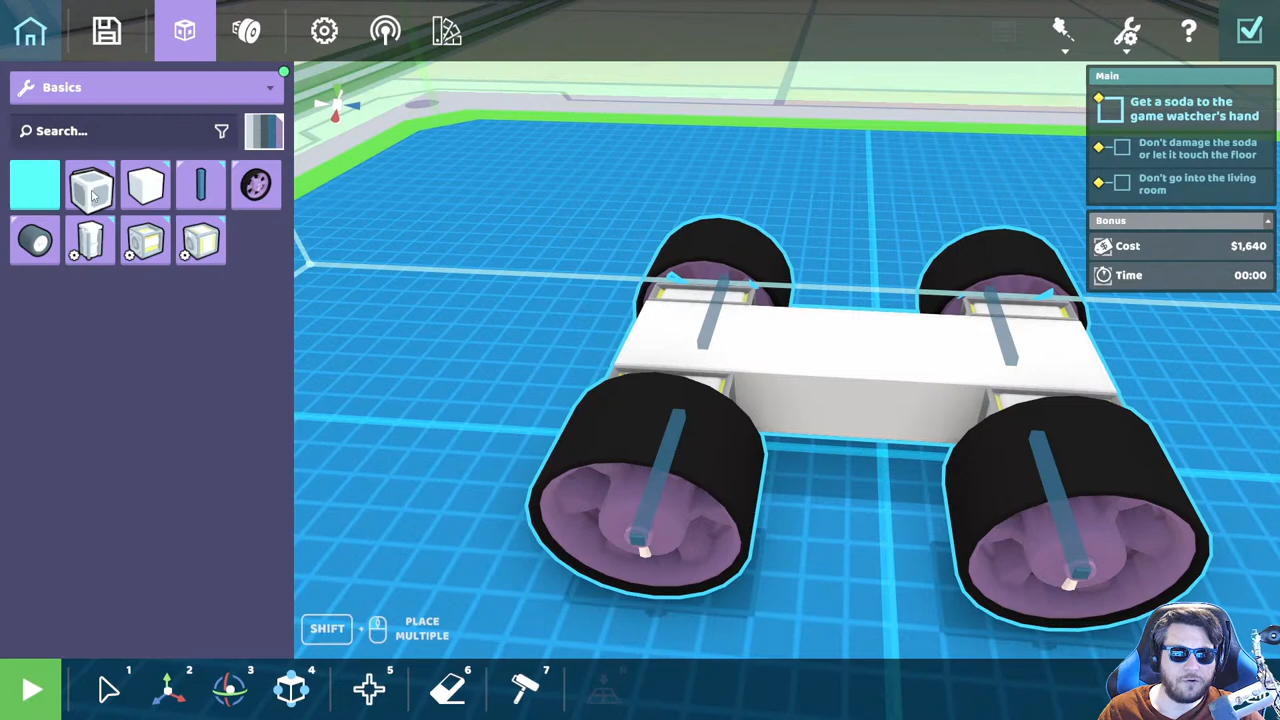 Basics
Search...
Main
Get a soda to the
game watcher's hand
Don't damage the soda
or let it touch the floor
Don't go into the living
room
Bonus
Cost $1,640
Time 00:00
SHIFT + PLACE
MULTIPLE
1 2 3 4 5 6 7 8